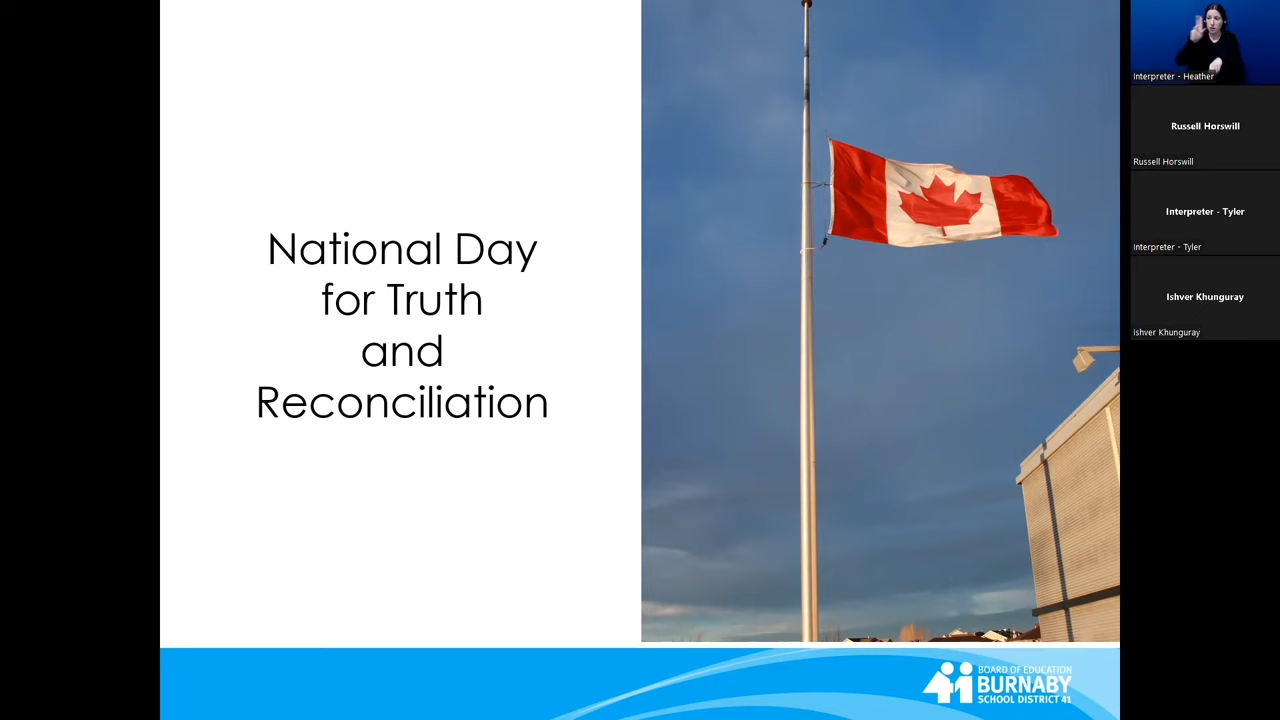 National Day
for Truth
and
Reconciliation
BOARD OF EDUCATION
BURNABY
SCHOOL DISTRICT 41
Interpreter - Heather
Russell Horswill
Russell Horswill
Interpreter - Tyler
Interpreter - Tyler
Ishver Khunguray
Ishver Khunguray